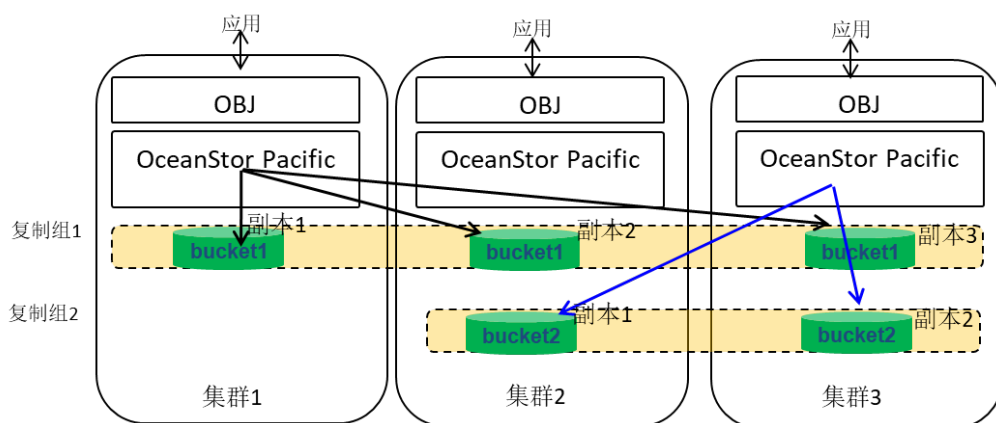 应用
应用
应用
OBJ
OBJ
OBJ
OceanStor Pacific
OceanStor Pacific
OceanStor Pacific
复制组1
副本1
bucket1
副本2
bucket1
副本3
bucket1
复制组2
副本1
bucket2
副本2
bucket2
集群1
集群2
集群3